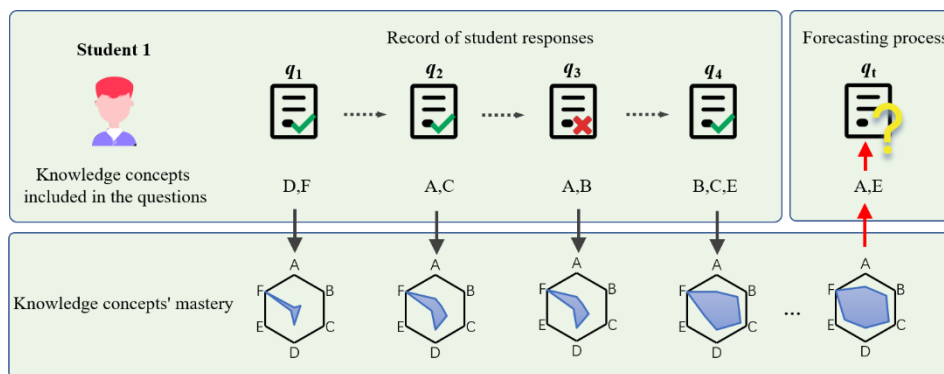 Student 1
Record of student responses
Forecasting process
q1
q2
q3
q4
qt
?
Knowledge concepts
included in the questions
D,F
A,C
A,B
B,C,E
A,E
Knowledge concepts' mastery
A
B
C
D
E
F
A
B
C
D
E
F
A
B
C
D
E
F
A
B
C
D
E
F
...
A
B
C
D
E
F